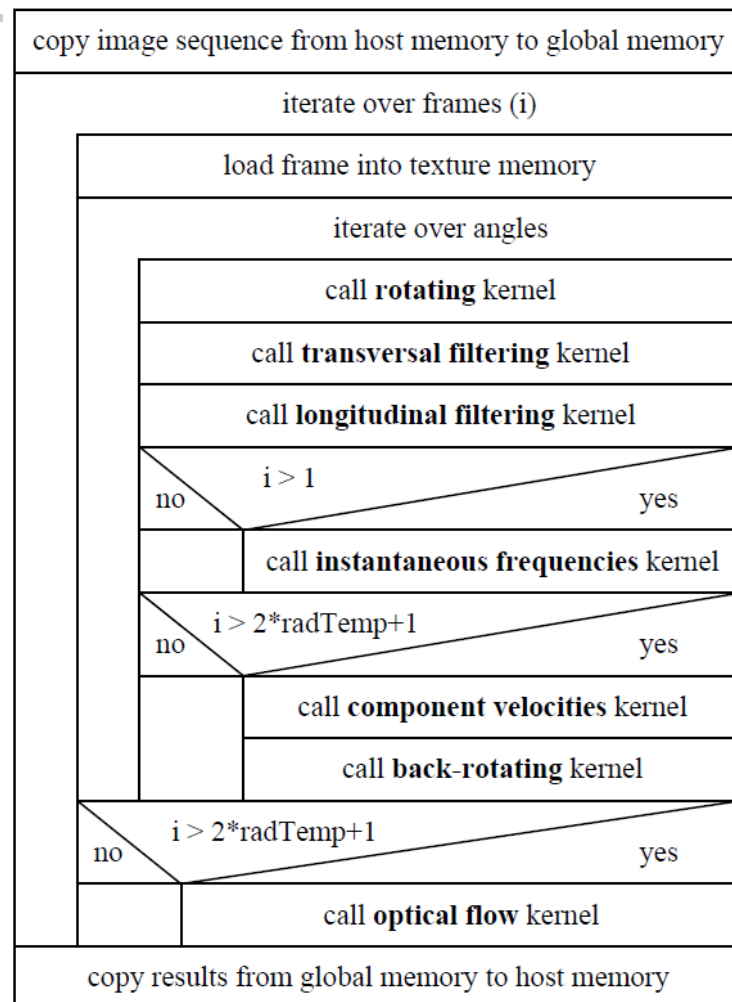 copy image sequence from host memory to global memory
iterate over frames (i)
load frame into texture memory
iterate over angles
call rotating kernel
call transversal filtering kernel
call longitudinal filtering kernel
i > 1
no
yes
call instantaneous frequencies kernel
i > 2*radTemp+1
no
yes
call component velocities kernel
call back-rotating kernel
i > 2*radTemp+1
no
yes
call optical flow kernel
copy results from global memory to host memory